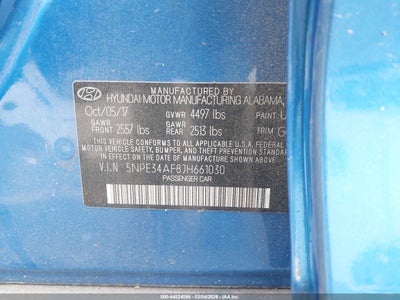 HYUNDAI MOTOR MANUFACTURING ALABAMA,
Oct/05/17 GVWR 4497 lbs PAINT U
GAWR GAWR
FRONT 2557 lbs REAR 2513 lbs TRIM G
THIS VEHICLE CONFORMS TO ALL APPLICABLE U.S. FEDERAL
MOTOR VEHICLE SAFETY, BUMPER, AND THEFT PREVENTION
STANDARDS IN EFFECT ON THE DATE OF MANUFACTURE SHOWN ABOVE.
V.I.N 5NPE34AF8JH661030
PASSENGER CAR